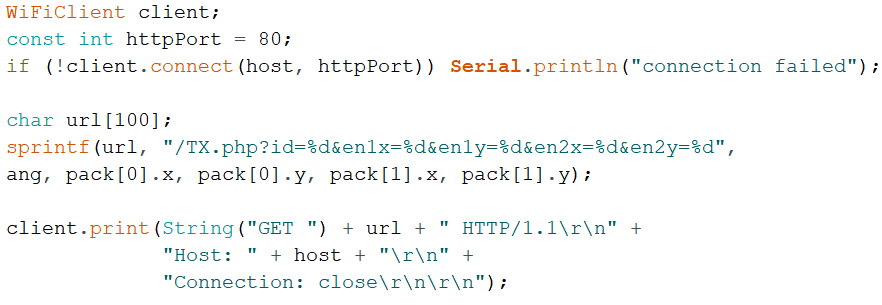 WiFiClient client;
const int httpPort = 80;
if (!client.connect(host, httpPort)) Serial.println("connection failed");
char url[100];
sprintf(url, "/TX.php?id=%d&en1x=%d&en1y=%d&en2x=%d&en2y=%d",
ang, pack[0].x, pack[0].y, pack[1].x, pack[1].y);
client.print(String("GET ") + url + " HTTP/1.1\r\n" +
"Host: " + host + "\r\n" +
"Connection: close\r\n\r\n");